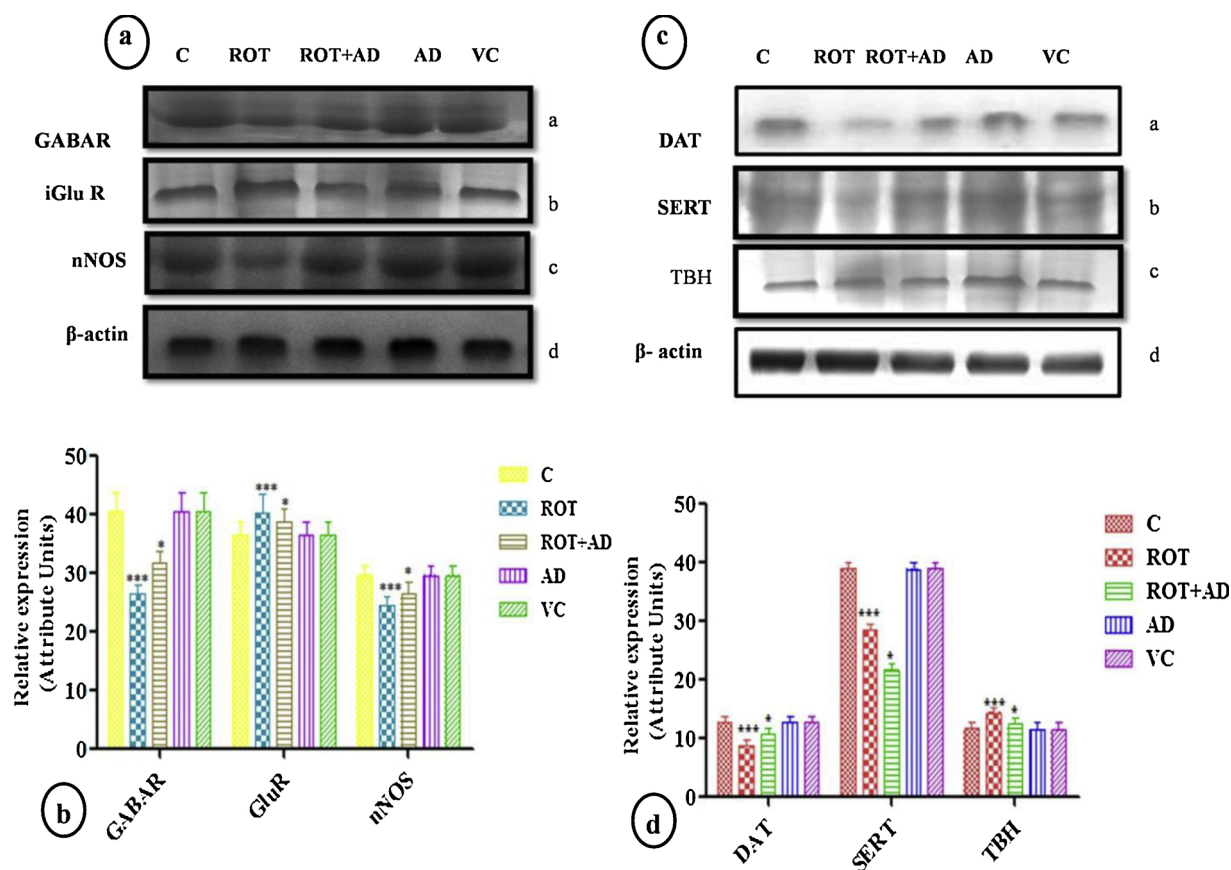 a
C ROT ROT+AD AD VC
GABAR
a
iGlu R
b
nNOS
c
β-actin
d
c
C ROT ROT+AD AD VC
DAT
a
SERT
b
TBH
c
β- actin
d
Relative expression
(Attribute Units)
50
40
30
20
10
0
*** *
*** *
*** *
GABAR
GluR
nNOS
C
ROT
ROT+AD
AD
VC
b
Relative expression
(Attribute Units)
50
40
30
20
10
0
*** *
*** *
*** *
DAT
SERT
TBH
C
ROT
ROT+AD
AD
VC
d